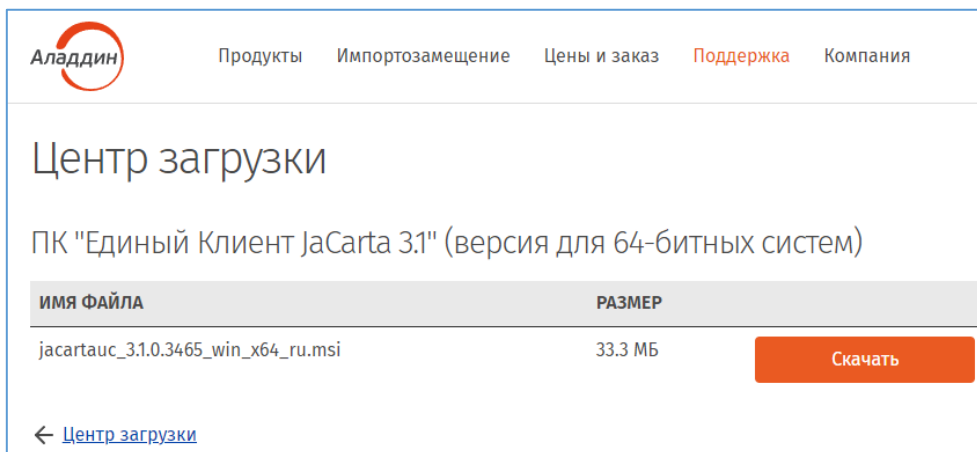 Аладдин
Продукты Импортозамещение Цены и заказ Поддержка Компания
Центр загрузки
ПК "Единый Клиент JaCarta 3.1" (версия для 64-битных систем)
ИМЯ ФАЙЛА РАЗМЕР
jacartauc_3.1.0.3465_win_x64_ru.msi 33.3 МБ Скачать
← Центр загрузки